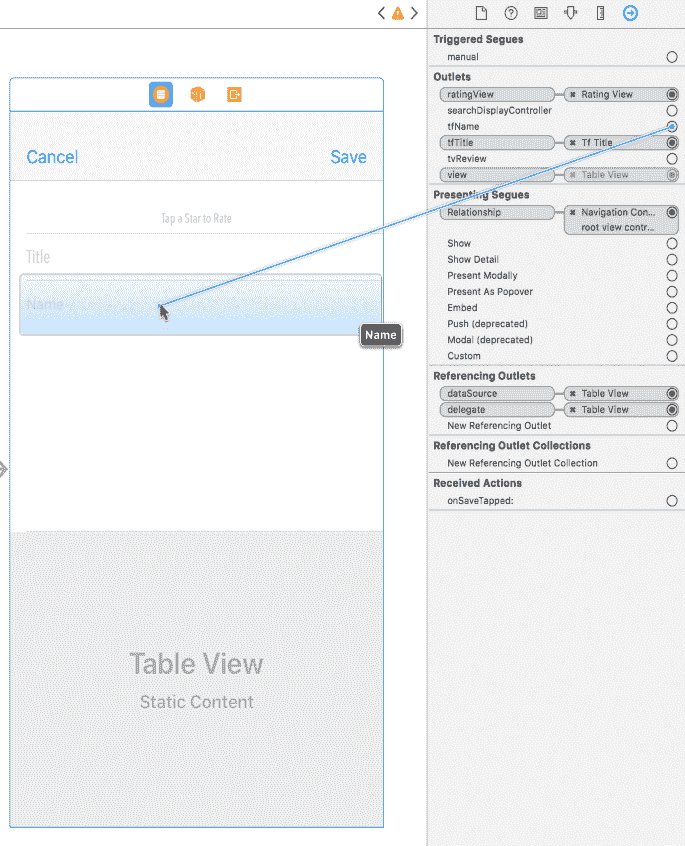 Triggered Segues
manual
Outlets
ratingView ✖ Rating View
searchDisplayController
tfName
tfTitle ✖ Tf Title
tvReview
view ✖ Table View
Presenting Segues
Relationship ✖ Navigation Con...
root view contr...
Show
Show Detail
Present Modally
Present As Popover
Embed
Push (deprecated)
Modal (deprecated)
Custom
Referencing Outlets
dataSource ✖ Table View
delegate ✖ Table View
New Referencing Outlet
Referencing Outlet Collections
New Referencing Outlet Collection
Received Actions
onSaveTapped:
Cancel Save
Tap a Star to Rate
Title
Name
Name
Table View
Static Content